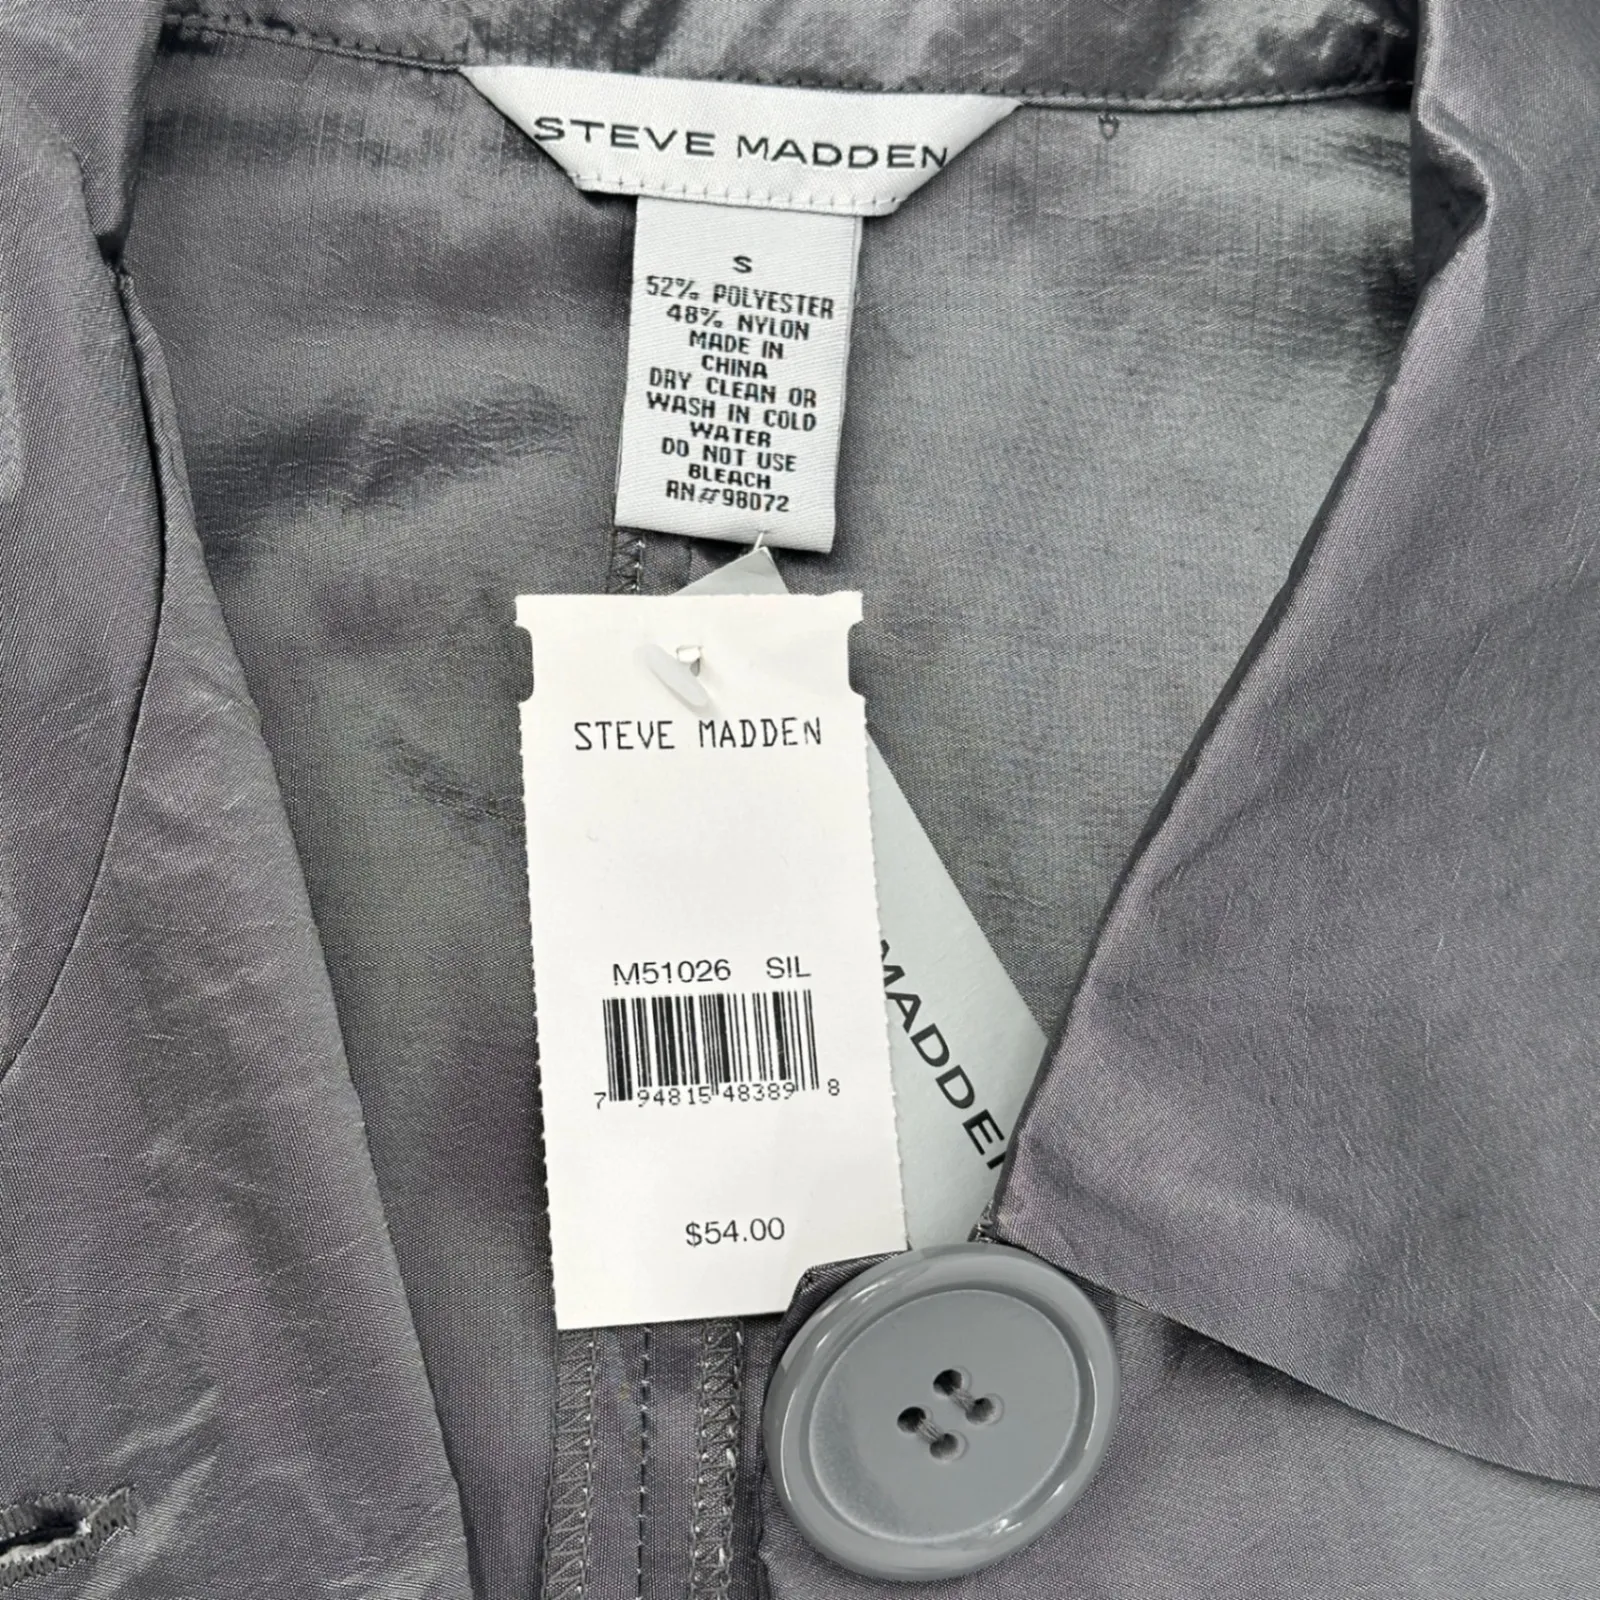 STEVE MADDEN
S
52% POLYESTER
48% NYLON
MADE IN
CHINA
DRY CLEAN OR
WASH IN COLD
WATER
DO NOT USE
BLEACH
RN#98072
STEVE MADDEN
M51026 SIL
7 94815 48389 8
$54.00
MADDEN